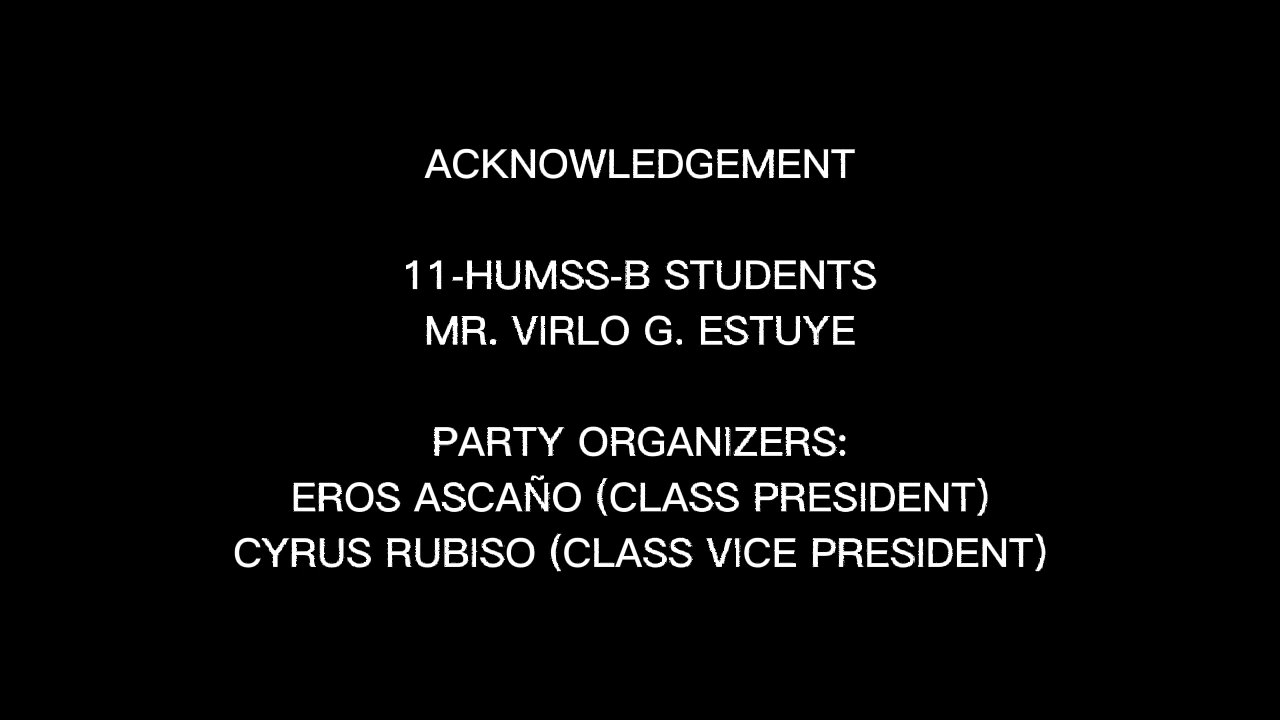 ACKNOWLEDGEMENT
11-HUMSS-B STUDENTS
MR. VIRLO G. ESTUYE
PARTY ORGANIZERS:
EROS ASCAÑO (CLASS PRESIDENT)
CYRUS RUBISO (CLASS VICE PRESIDENT)